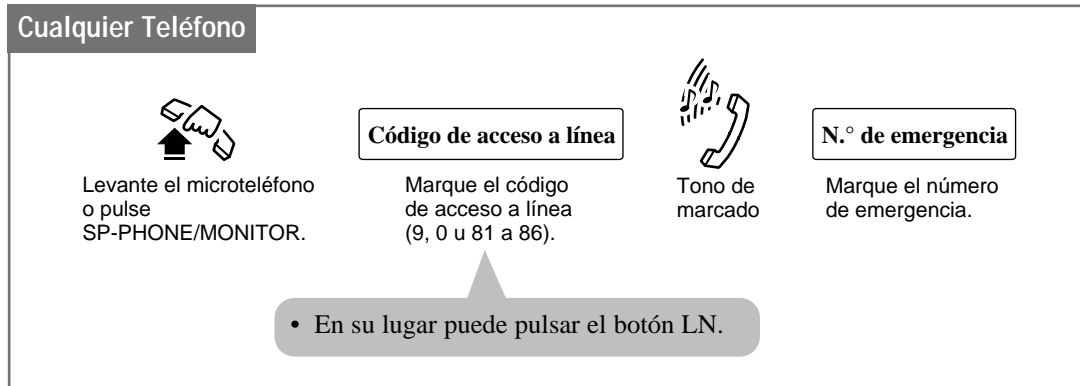 Cualquier Teléfono
Código de acceso a línea
N.° de emergencia
Levante el microteléfono
o pulse
SP-PHONE/MONITOR.
Marque el código
de acceso a línea
(9, 0 u 81 a 86).
Tono de
marcado
Marque el número
de emergencia.
• En su lugar puede pulsar el botón LN.